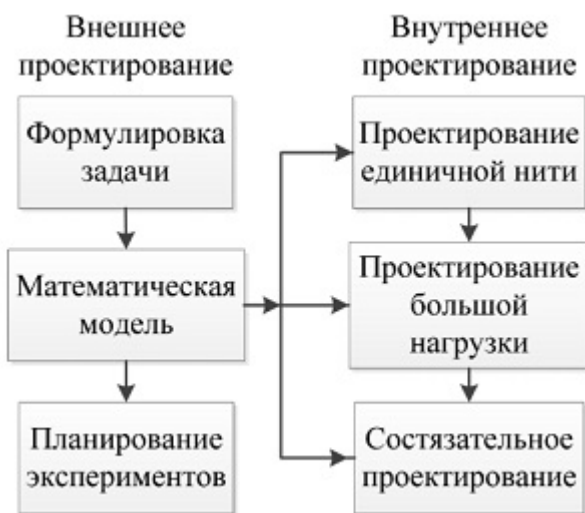 Внешнее
проектирование
Формулировка
задачи
Математическая
модель
Планирование
экспериментов
Внутреннее
проектирование
Проектирование
единичной нити
Проектирование
большой
нагрузки
Состязательное
проектирование